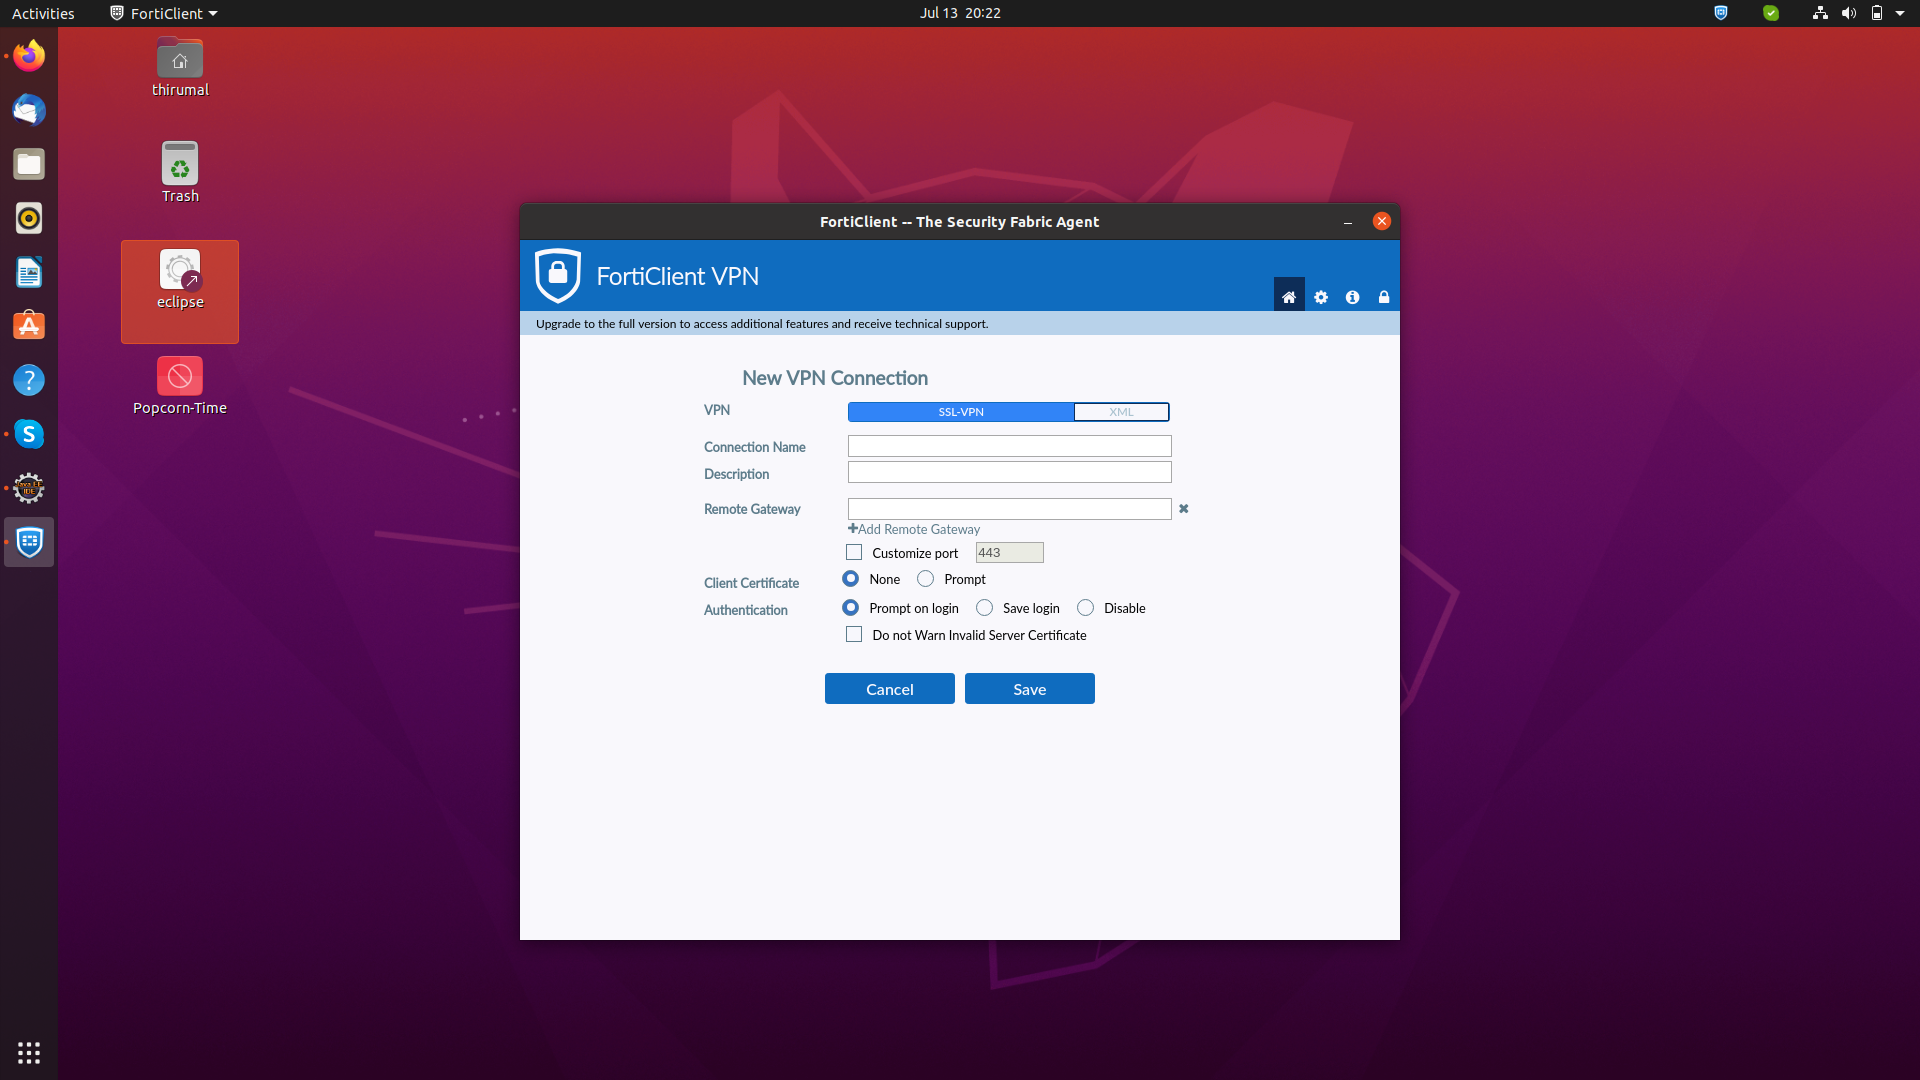 Activities
FortiClient
Jul 13 20:22
thirumal
Trash
eclipse
Popcorn-Time
FortiClient -- The Security Fabric Agent
FortiClient VPN
Upgrade to the full version to access additional features and receive technical support.
New VPN Connection
VPN
SSL-VPN
XML
Connection Name
Description
Remote Gateway
Add Remote Gateway
Customize port
443
Client Certificate
None
Prompt
Authentication
Prompt on login
Save login
Disable
Do not Warn Invalid Server Certificate
Cancel
Save